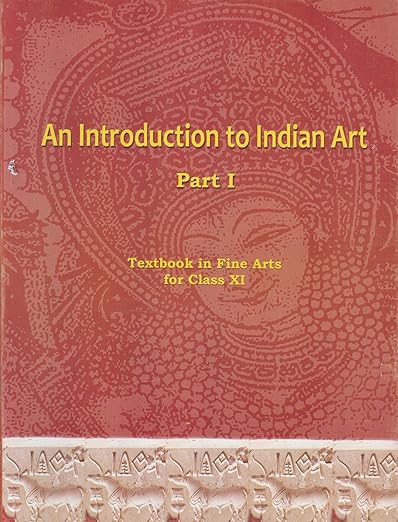 An Introduction to Indian Art
Part I
Textbook in Fine Arts
for Class XI